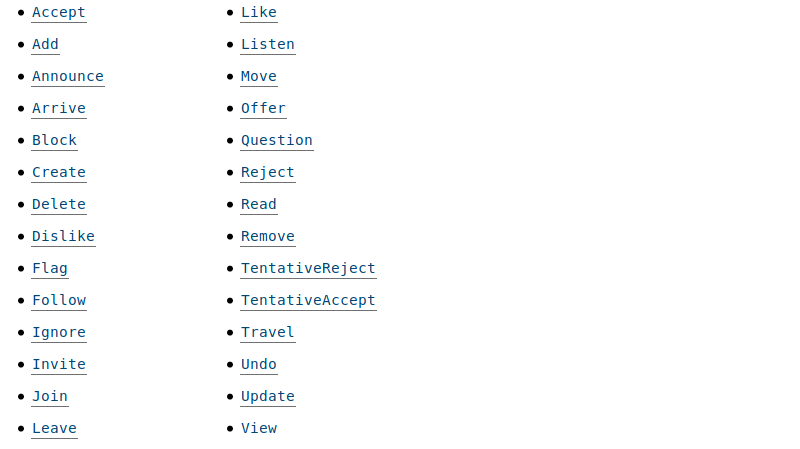 Accept
Add
Announce
Arrive
Block
Create
Delete
Dislike
Flag
Follow
Ignore
Invite
Join
Leave
Like
Listen
Move
Offer
Question
Reject
Read
Remove
TentativeReject
TentativeAccept
Travel
Undo
Update
View